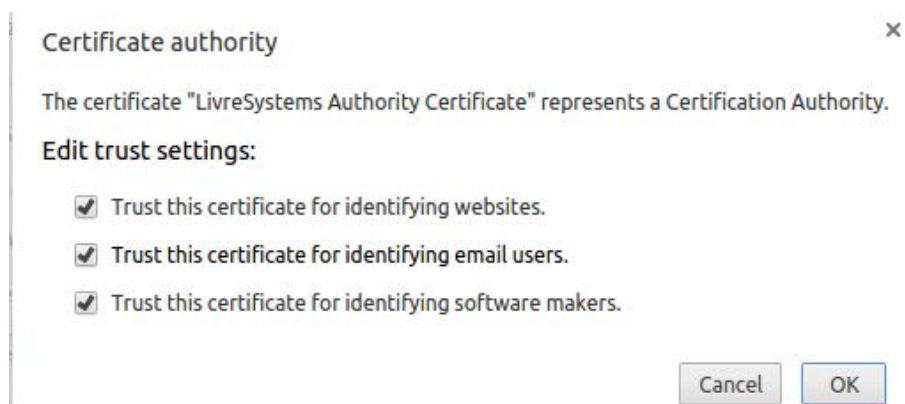 Certificate authority
The certificate "LivreSystems Authority Certificate" represents a Certification Authority.
Edit trust settings:
Trust this certificate for identifying websites.
Trust this certificate for identifying email users.
Trust this certificate for identifying software makers.
Cancel OK